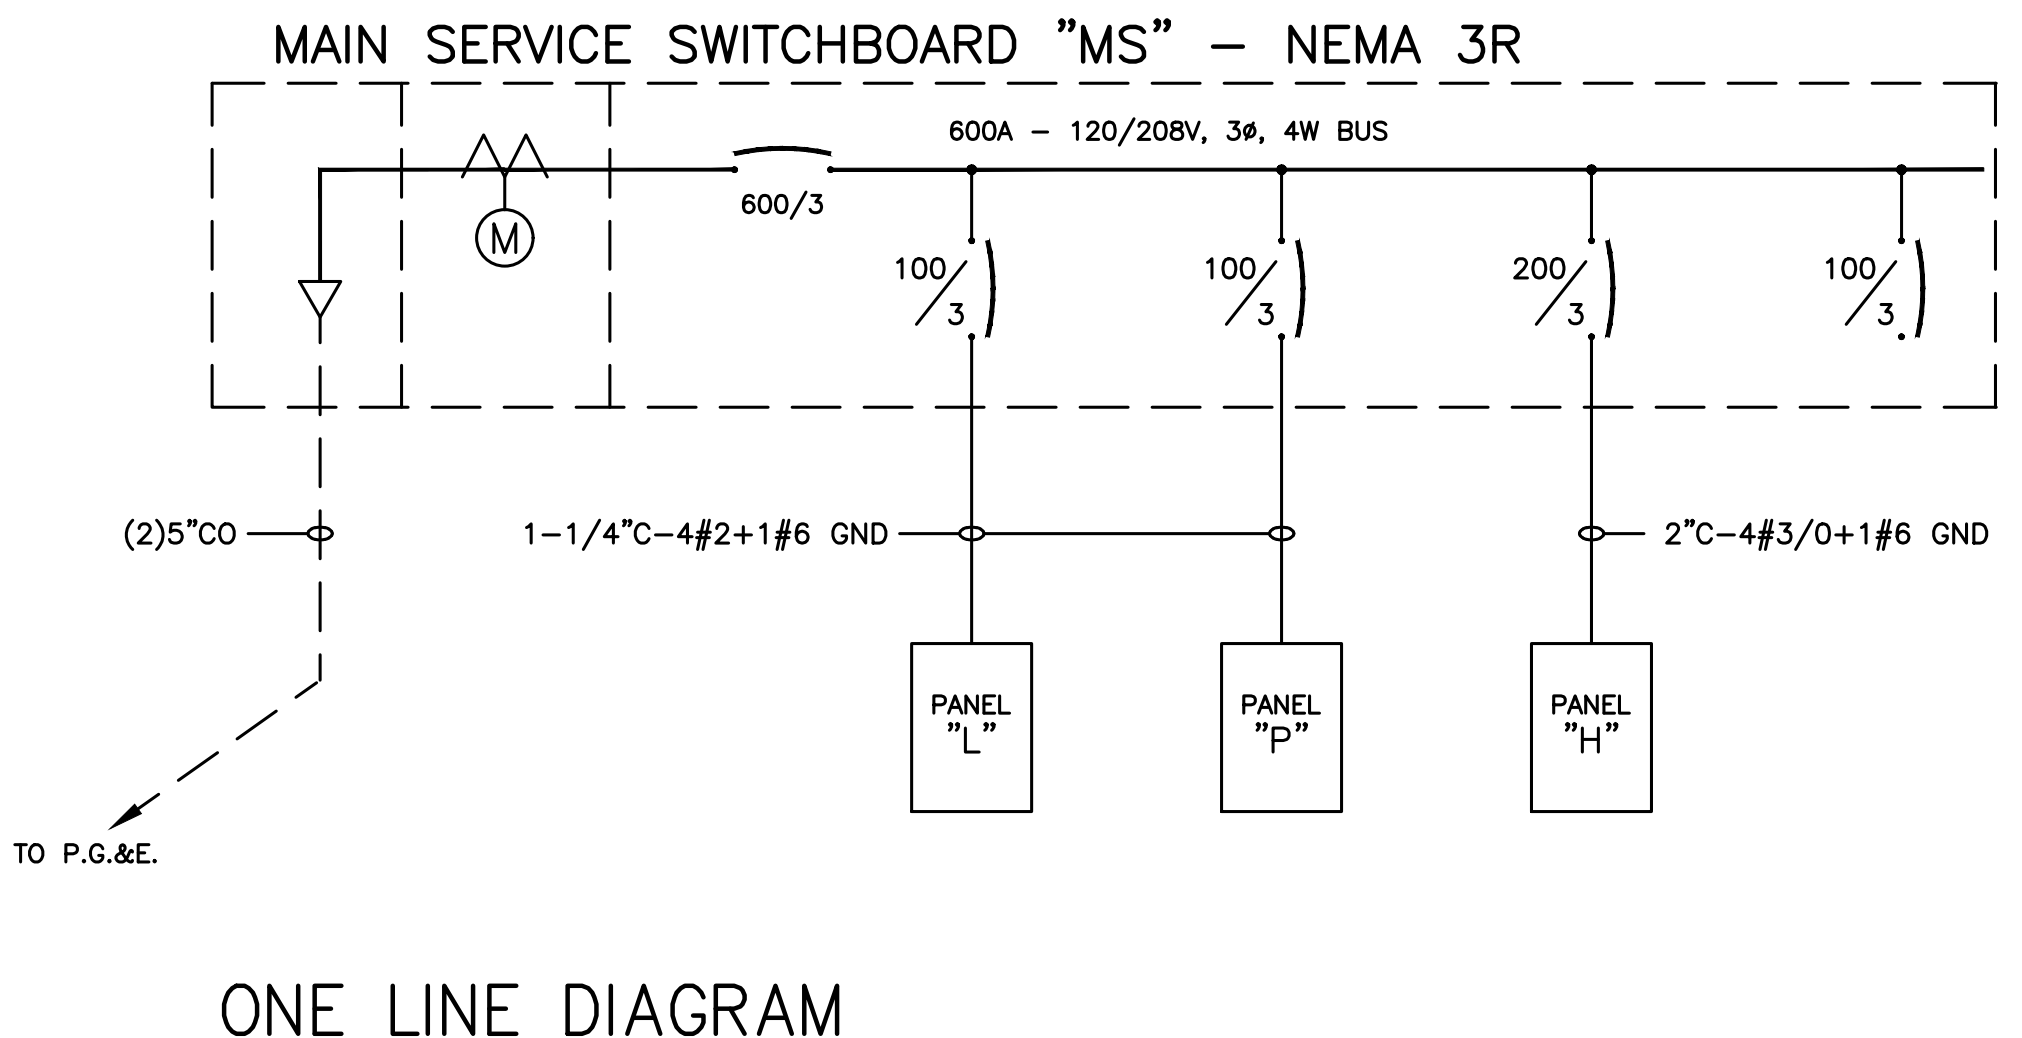 MAIN SERVICE SWITCHBOARD "MS" – NEMA 3R
600A – 120/208V, 3ø, 4W BUS
600/3
M
100/3
100/3
200/3
100/3
(2)5"CO
1-1/4"C-4#2+1#6 GND
2"C-4#3/0+1#6 GND
PANEL
"L"
PANEL
"P"
PANEL
"H"
TO P.G.&E.
ONE LINE DIAGRAM